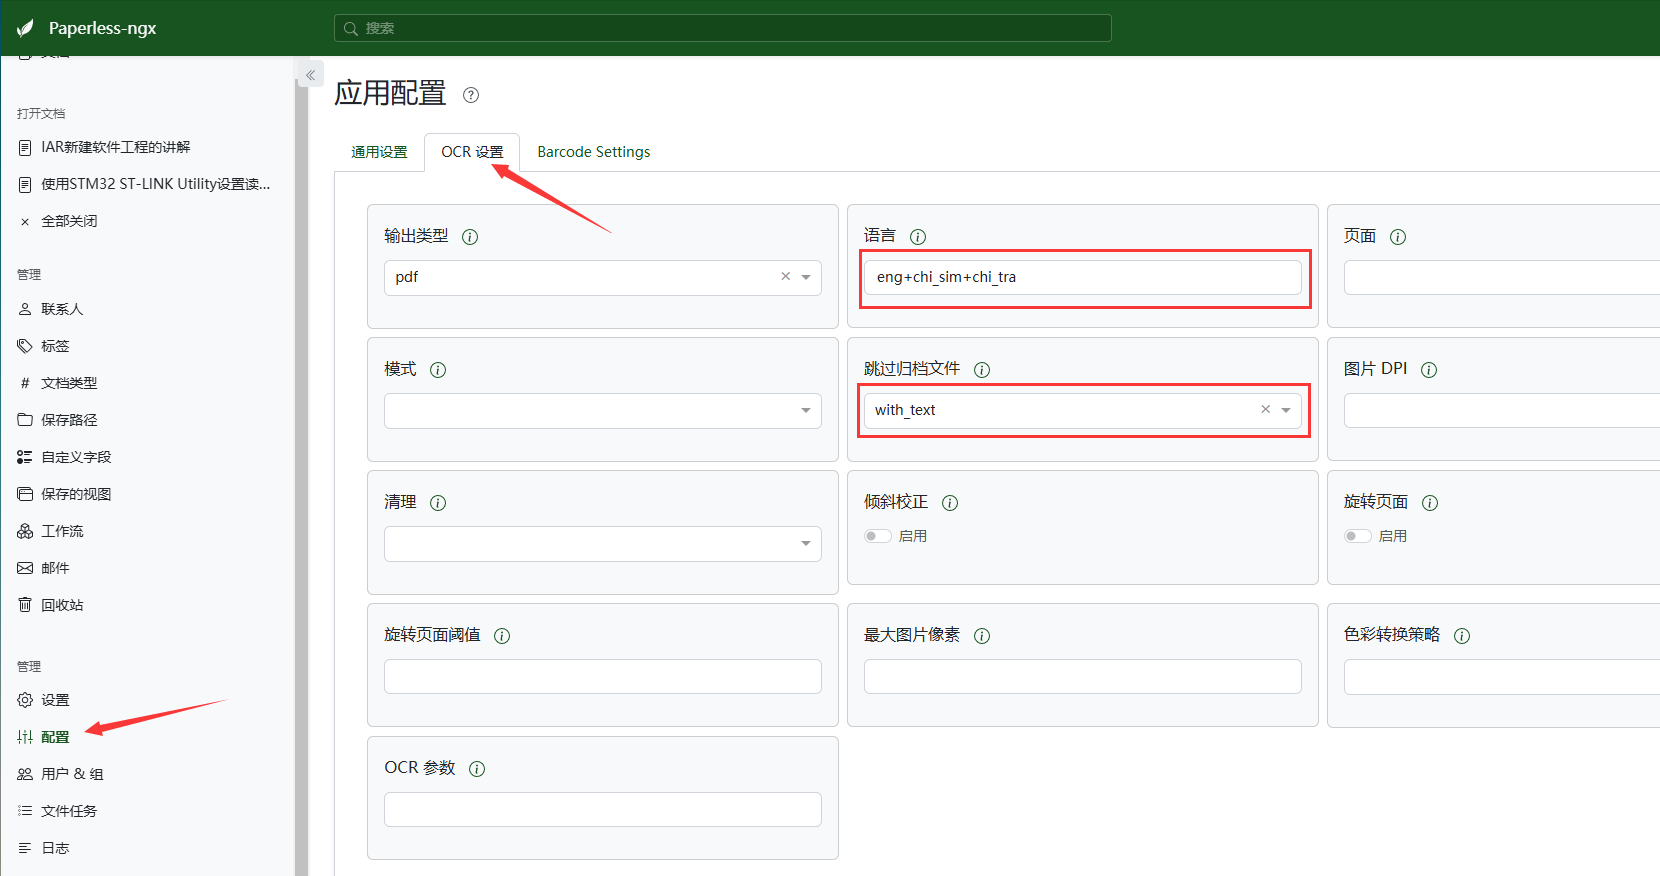 Paperless-ngx
搜索
打开文档
IAR新建软件工程的讲解
使用STM32 ST-LINK Utility设置读...
全部关闭
管理
联系人
标签
文档类型
保存路径
自定义字段
保存的视图
工作流
邮件
回收站
管理
设置
配置
用户 & 组
文件任务
日志
应用配置
通用设置
OCR 设置
Barcode Settings
输出类型
pdf
语言
eng+chi_sim+chi_tra
页面
模式
跳过归档文件
with_text
图片 DPI
清理
倾斜校正
启用
旋转页面
启用
旋转页面阈值
最大图片像素
色彩转换策略
OCR 参数